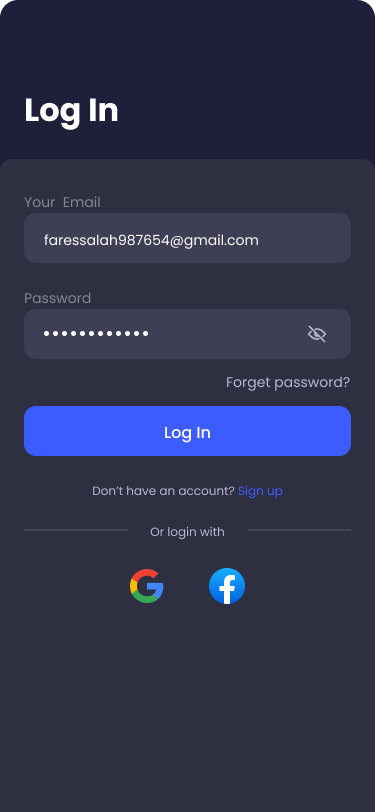 Log In
Your Email
faressalah987654@gmail.com
Password
••••••••••••
Forget password?
Log In
Don’t have an account? Sign up
Or login with